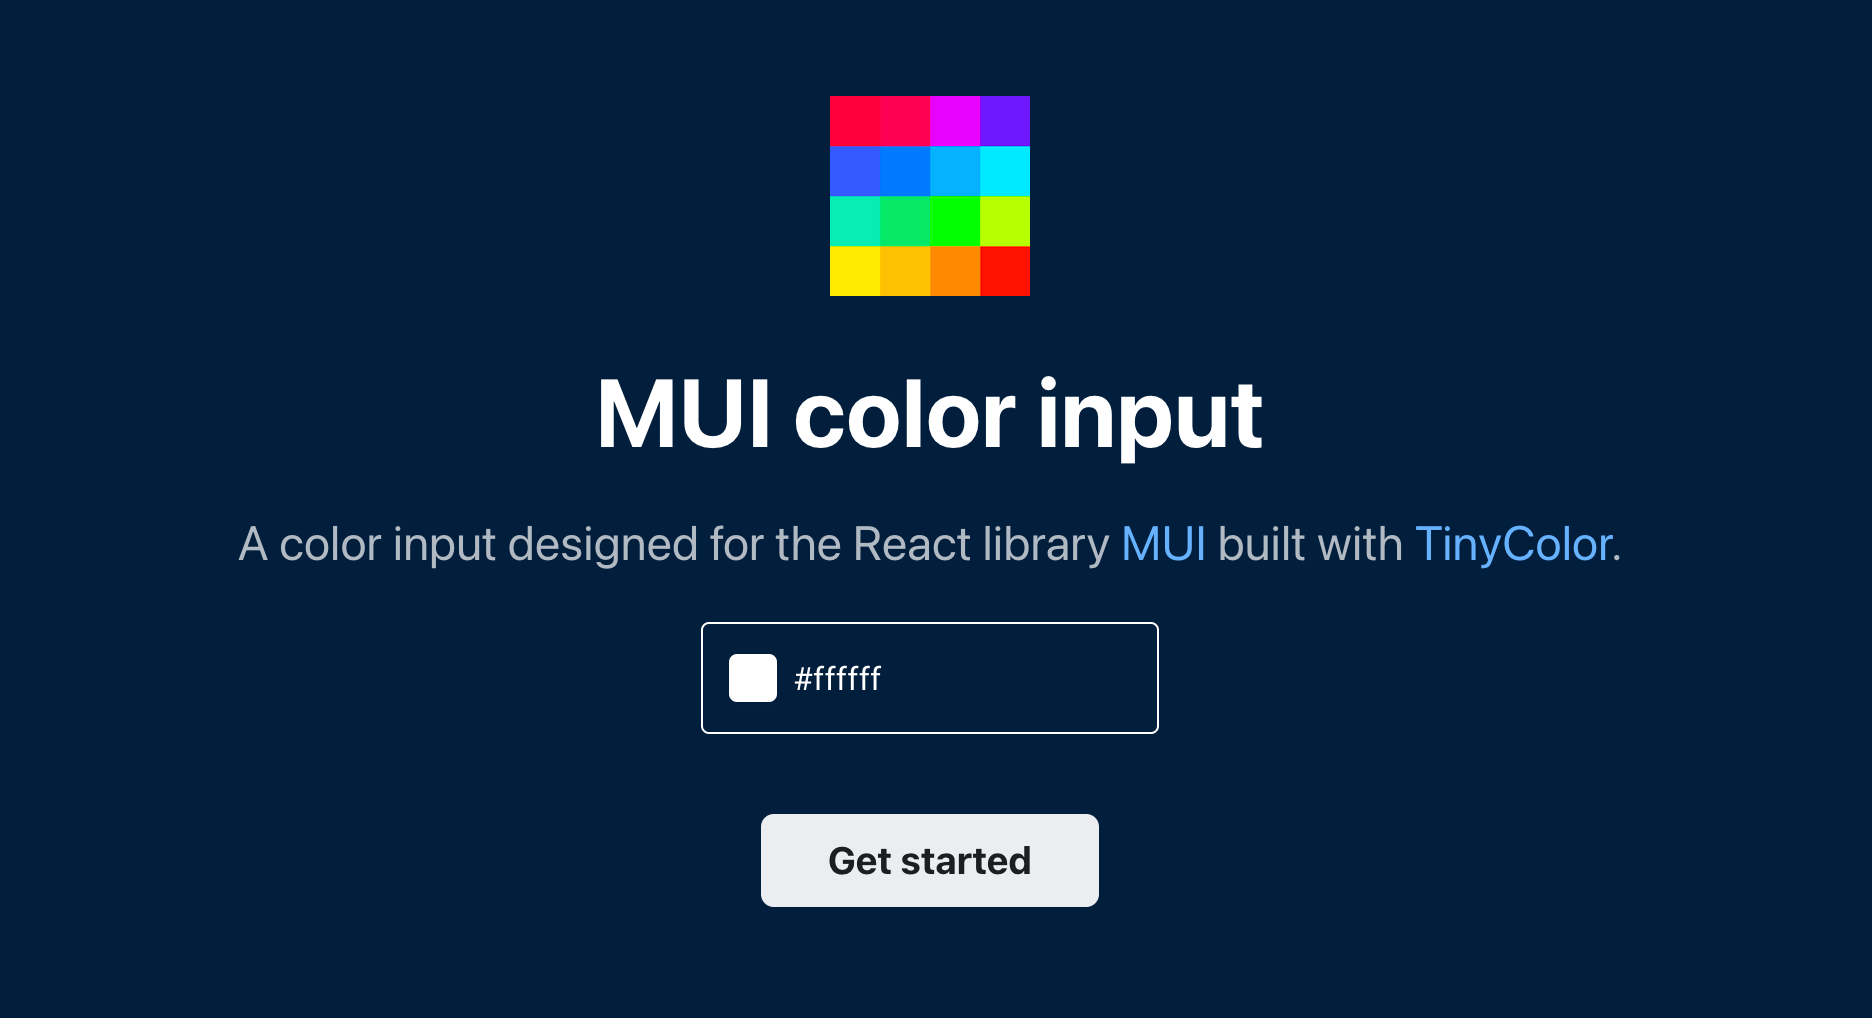 MUI color input
A color input designed for the React library MUI built with TinyColor.
#ffffff
Get started